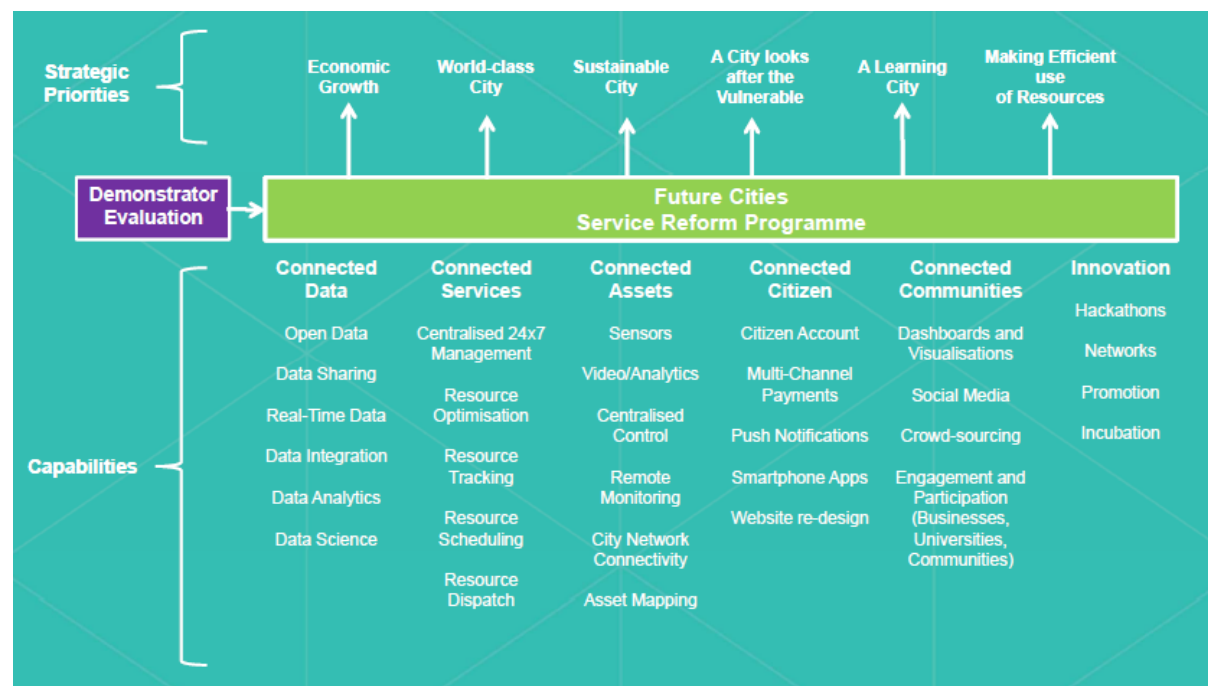 Strategic
Priorities
Economic
Growth
World-class
City
Sustainable
City
A City looks
after the
Vulnerable
A Learning
City
Making Efficient
use
of Resources
Demonstrator
Evaluation
Future Cities
Service Reform Programme
Capabilities
Connected
Data
Open Data
Data Sharing
Real-Time Data
Data Integration
Data Analytics
Data Science
Connected
Services
Centralised 24x7
Management
Resource
Optimisation
Resource
Tracking
Resource
Scheduling
Resource
Dispatch
Connected
Assets
Sensors
Video/Analytics
Centralised
Control
Remote
Monitoring
City Network
Connectivity
Asset Mapping
Connected
Citizen
Citizen Account
Multi-Channel
Payments
Push Notifications
Smartphone Apps
Website re-design
Connected
Communities
Dashboards and
Visualisations
Social Media
Crowd-sourcing
Engagement and
Participation
(Businesses,
Universities,
Communities)
Innovation
Hackathons
Networks
Promotion
Incubation